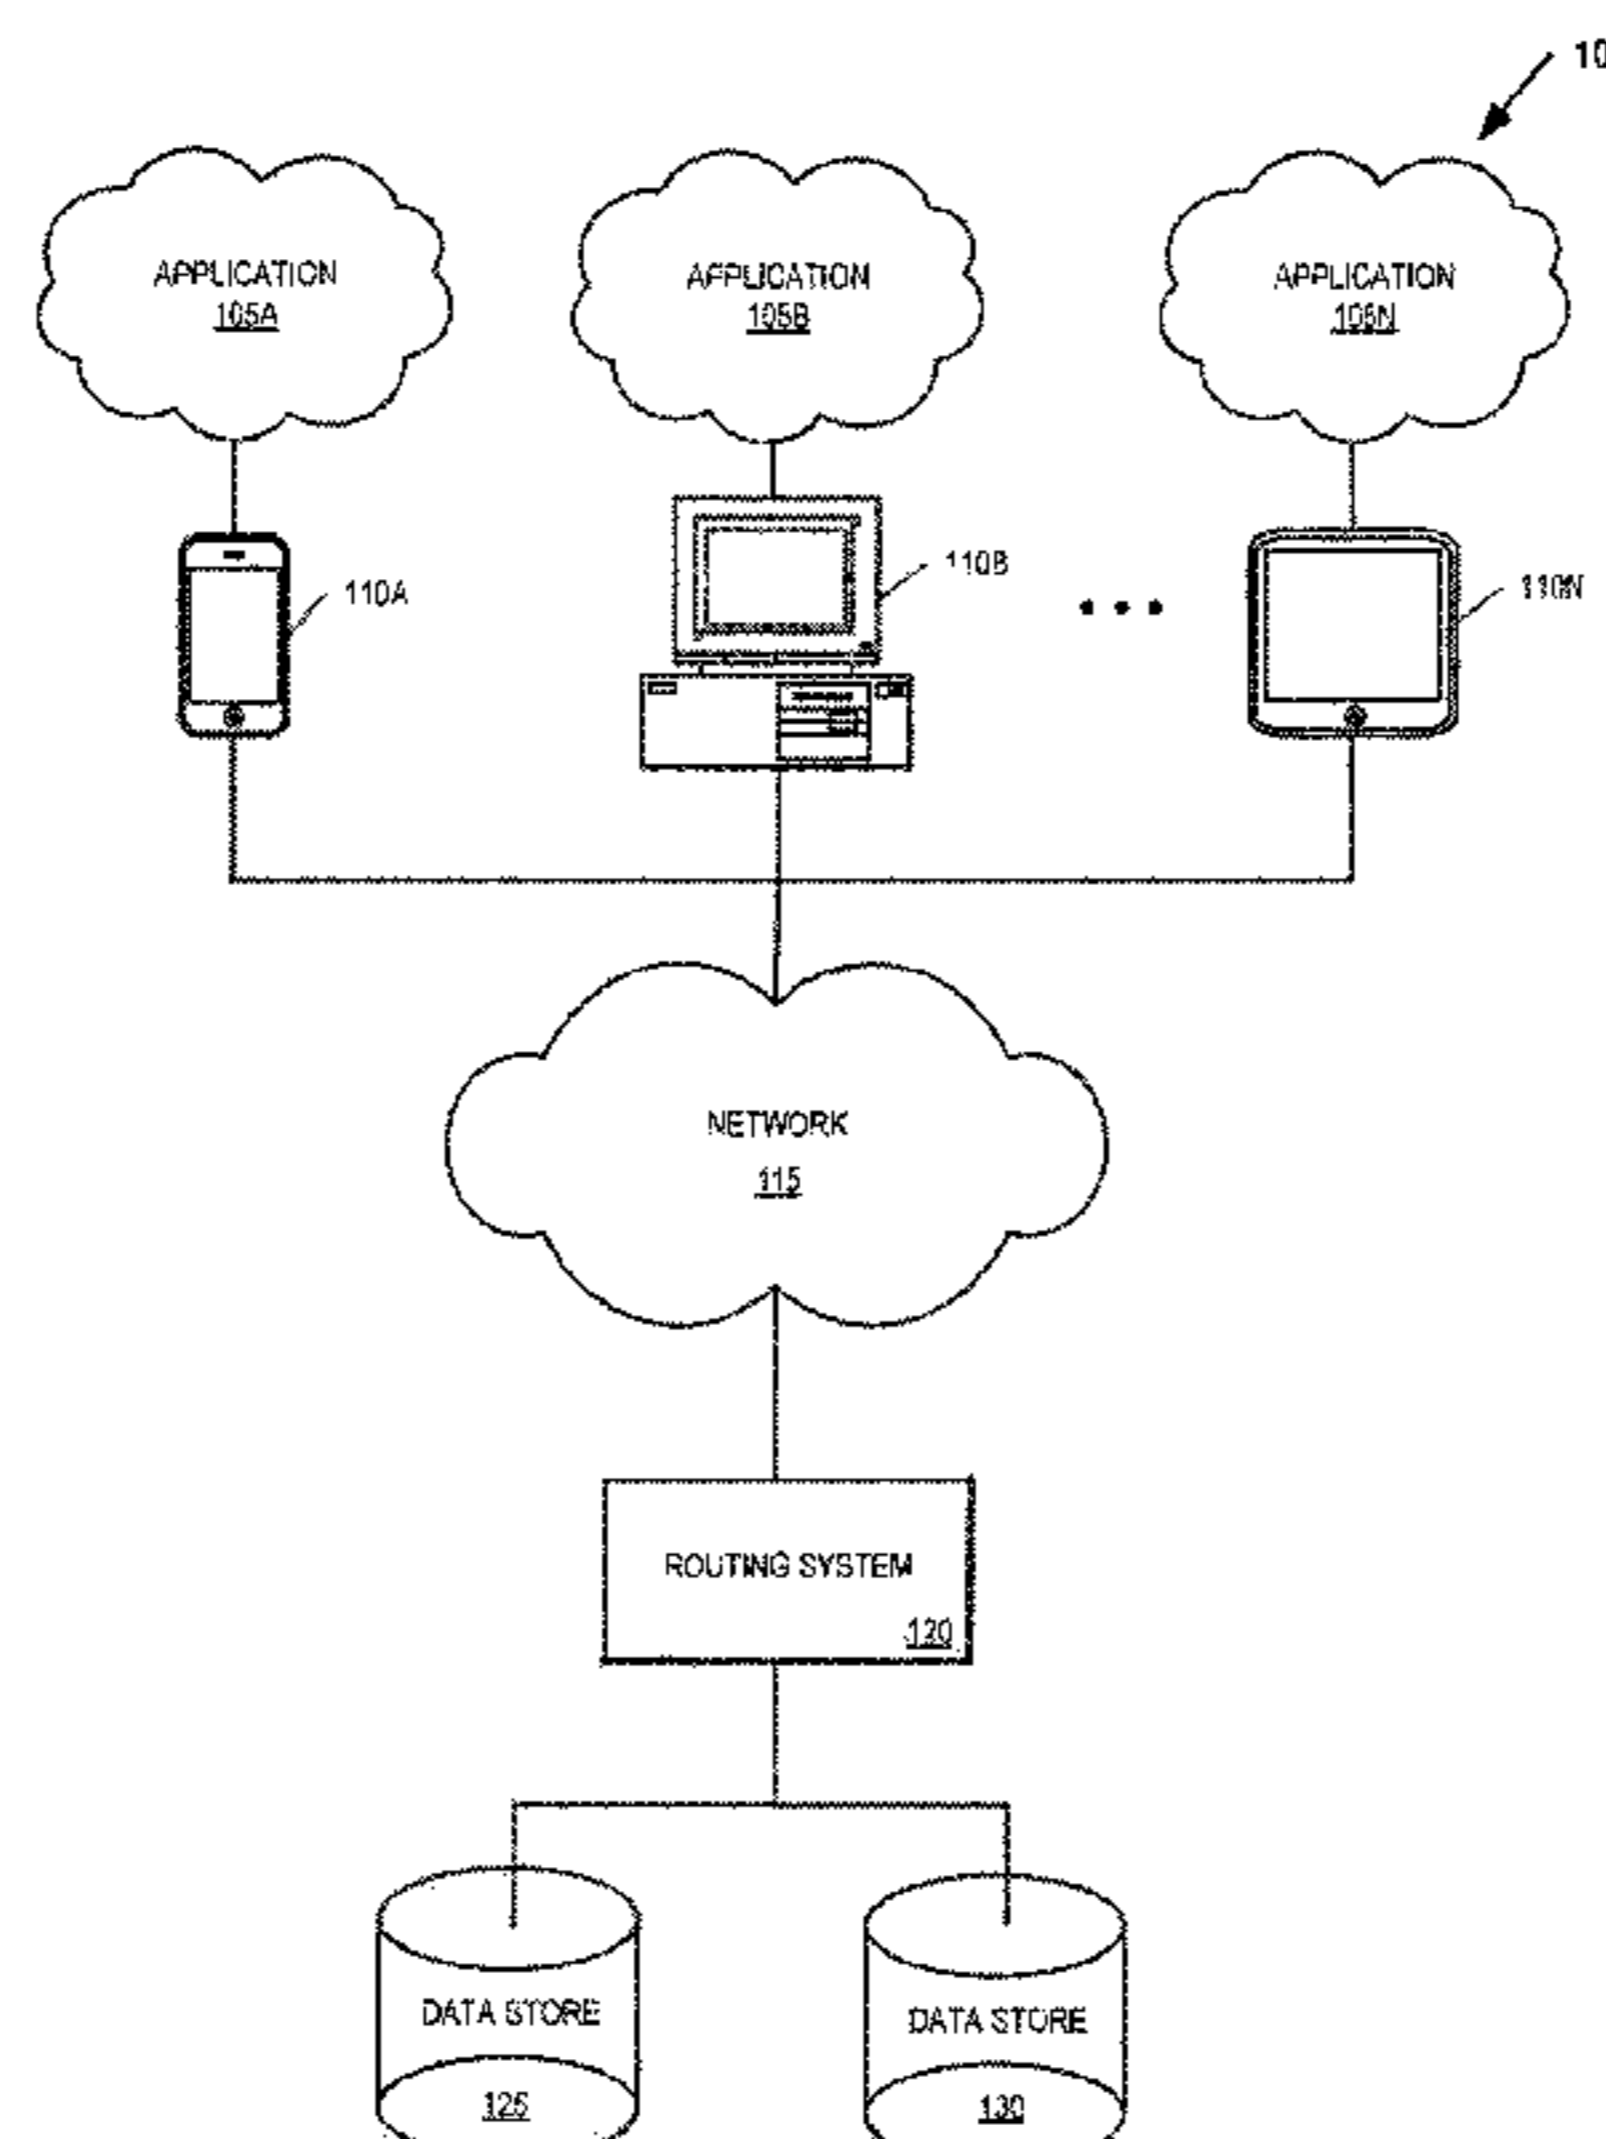 10
APPLICATION
105A
APPLICATION
105B
APPLICATION
105N
110A
110B
110N
NETWORK
115
ROUTING SYSTEM
120
DATA STORE
125
DATA STORE
130